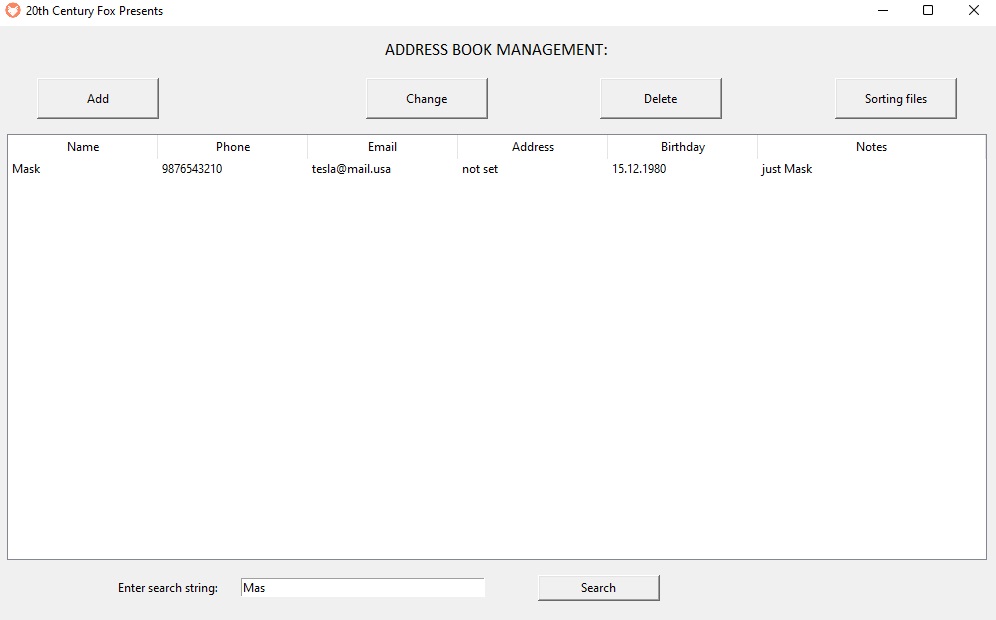 20th Century Fox Presents
ADDRESS BOOK MANAGEMENT:
Add Change Delete Sorting files
Name Phone Email Address Birthday Notes
Mask 9876543210 tesla@mail.usa not set 15.12.1980 just Mask
Enter search string: Mas Search